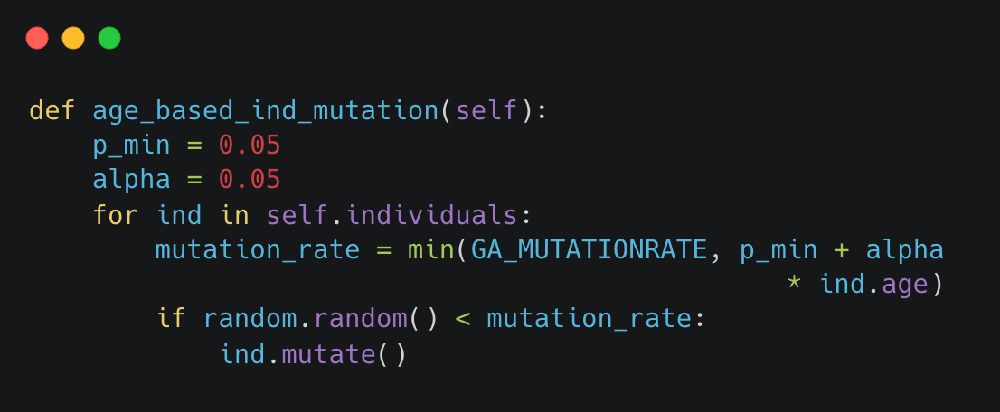 def age_based_ind_mutation(self):
    p_min = 0.05
    alpha = 0.05
    for ind in self.individuals:
        mutation_rate = min(GA_MUTATIONRATE, p_min + alpha
                                                * ind.age)
        if random.random() < mutation_rate:
            ind.mutate()